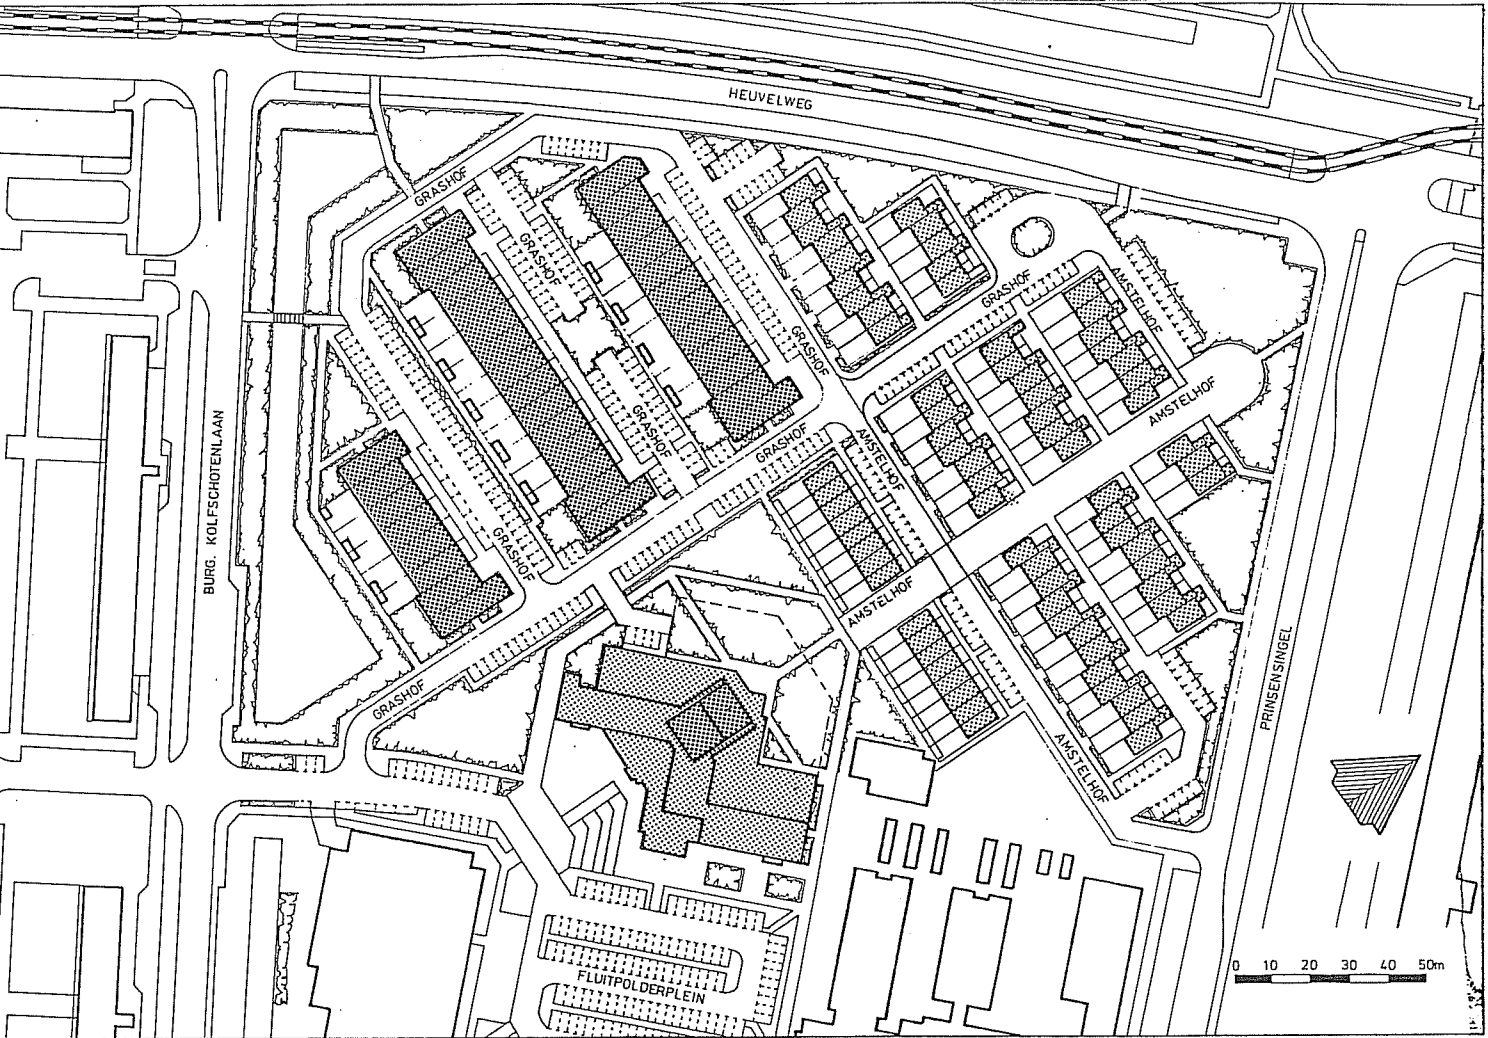 HEUVELWEG
GRASHOF
GRASHOF
GRASHOF
AMSTELHOF
GRASHOF
AMSTELHOF
GRASHOF
BURG. KOLFSCHOTENLAAN
GRASHOF
AMSTELHOF
GRASHOF
AMSTELHOF
PRINSENSINGEL
GRASHOF
AMSTELHOF
0 10 20 30 40 50m
FLUITPOLDERPLEIN